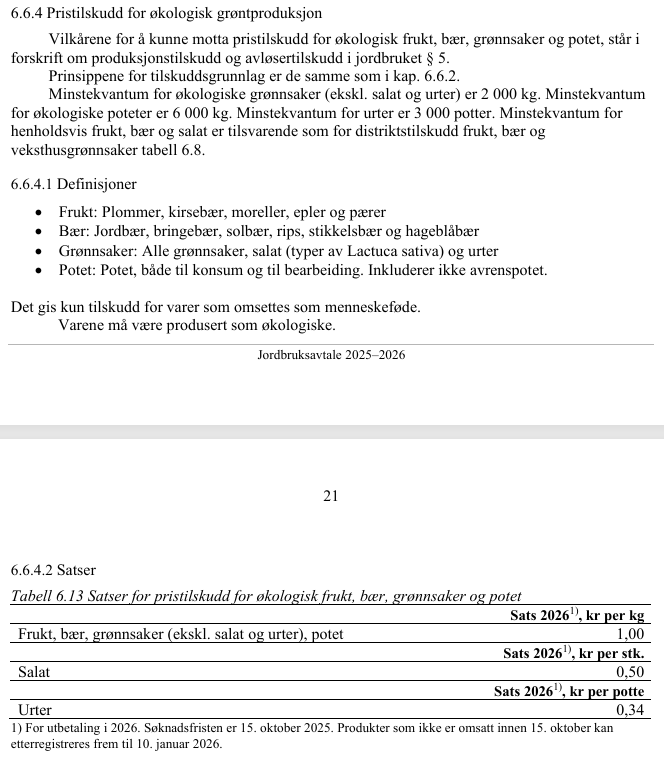 6.6.4 Pristilskudd for økologisk grøntproduksjon
Vilkårene for å kunne motta pristilskudd for økologisk frukt, bær, grønnsaker og potet, står i
forskrift om produksjonstilskudd og avløsertilskudd i jordbruket § 5.
Prinsippene for tilskuddsgrunnlag er de samme som i kap. 6.6.2.
Minstekvantum for økologiske grønnsaker (ekskl. salat og urter) er 2 000 kg. Minstekvantum
for økologiske poteter er 6 000 kg. Minstekvantum for urter er 3 000 potter. Minstekvantum for
henholdsvis frukt, bær og salat er tilsvarende som for distriktstilskudd frukt, bær og
veksthusgrønnsaker tabell 6.8.
6.6.4.1 Definisjoner
• Frukt: Plommer, kirsebær, moreller, epler og pærer
• Bær: Jordbær, bringebær, solbær, rips, stikkelsbær og hageblåbær
• Grønnsaker: Alle grønnsaker, salat (typer av Lactuca sativa) og urter
• Potet: Potet, både til konsum og til bearbeiding. Inkluderer ikke avrenspotet.
Det gis kun tilskudd for varer som omsettes som menneskeføde.
Varene må være produsert som økologiske.
Jordbruksavtale 2025–2026
21
6.6.4.2 Satser
Tabell 6.13 Satser for pristilskudd for økologisk frukt, bær, grønnsaker og potet
Sats 2026¹⁾, kr per kg
Frukt, bær, grønnsaker (ekskl. salat og urter), potet 1,00
Sats 2026¹⁾, kr per stk.
Salat 0,50
Sats 2026¹⁾, kr per potte
Urter 0,34
1) For utbetaling i 2026. Søknadsfristen er 15. oktober 2025. Produkter som ikke er omsatt innen 15. oktober kan
etterregistreres frem til 10. januar 2026.